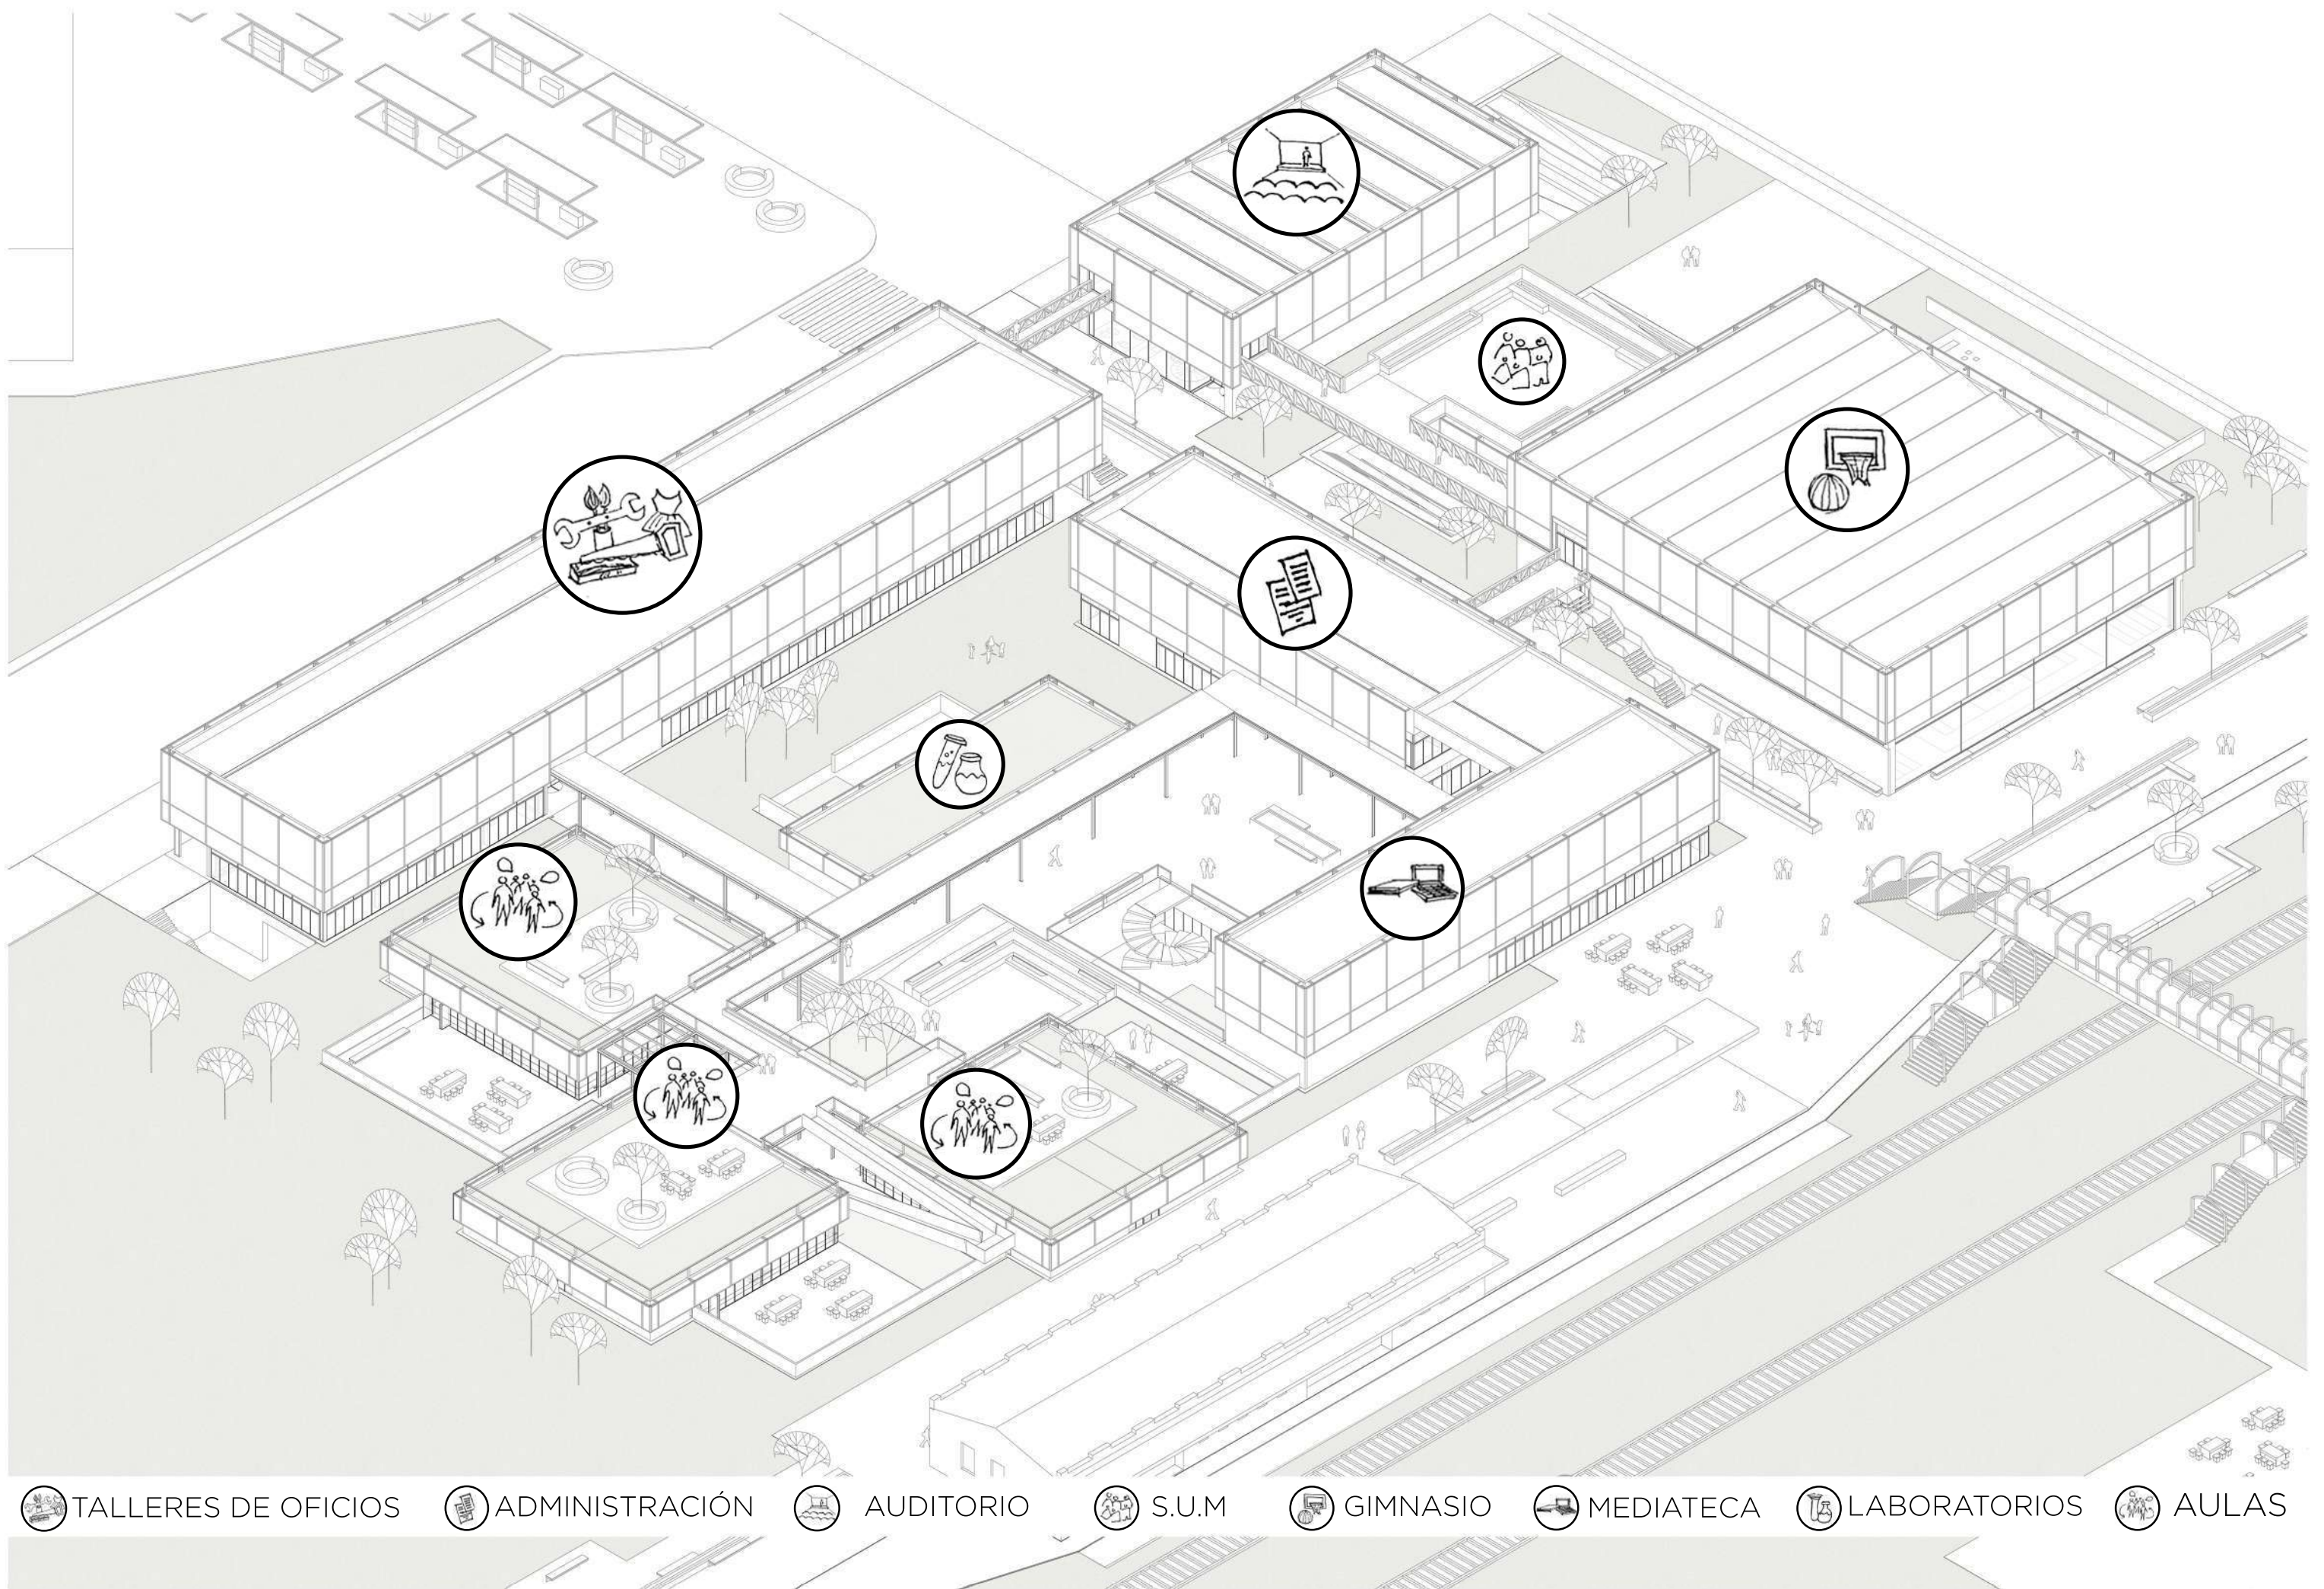 TALLERES DE OFICIOS
ADMINISTRACIÓN
AUDITORIO
S.U.M
GIMNASIO
MEDIATECA
LABORATORIOS
AULAS